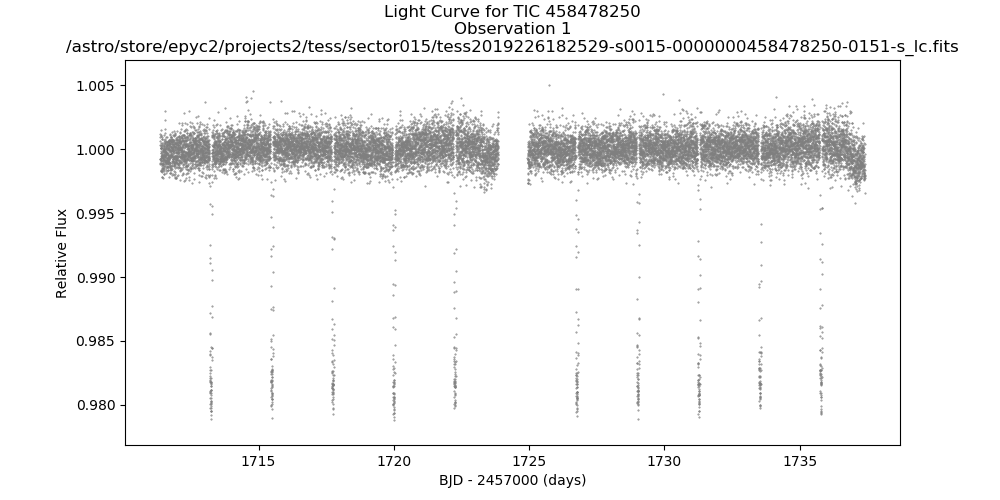 Light Curve for TIC 458478250
Observation 1
/astro/store/epyc2/projects2/tess/sector015/tess2019226182529-s0015-0000000458478250-0151-s_lc.fits
1.005
1.000
0.995
0.990
0.985
0.980
Relative Flux
1715
1720
1725
1730
1735
BJD - 2457000 (days)